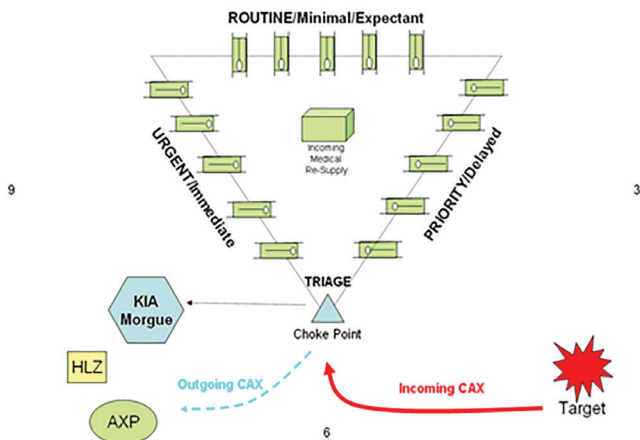 ROUTINE/Minimal/Expectant
Incoming
Medical
Re-Supply
URGENT/Immediate
PRIORITY/Delayed
9
3
TRIAGE
KIA
Morgue
Choke Point
HLZ
Outgoing CAX
Incoming CAX
Target
AXP
6